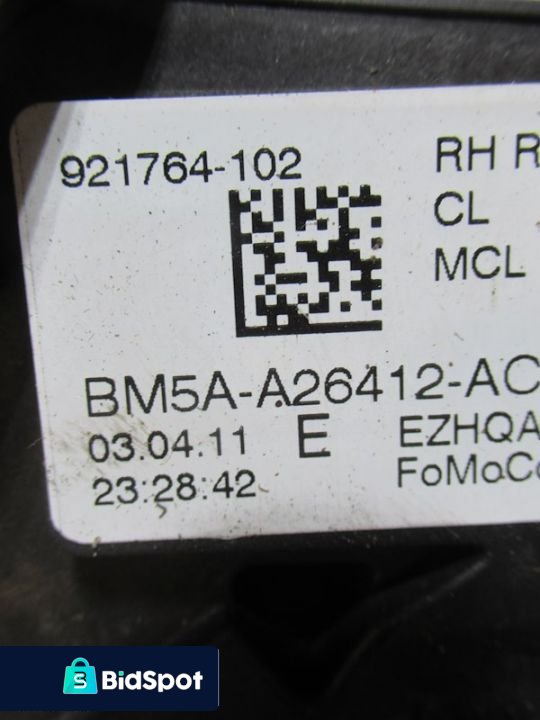 921764-102
RH R
CL
MCL
BM5A-A26412-AC
03.04.11 E EZHQA
23:28:42 FoMoCo
BidSpot